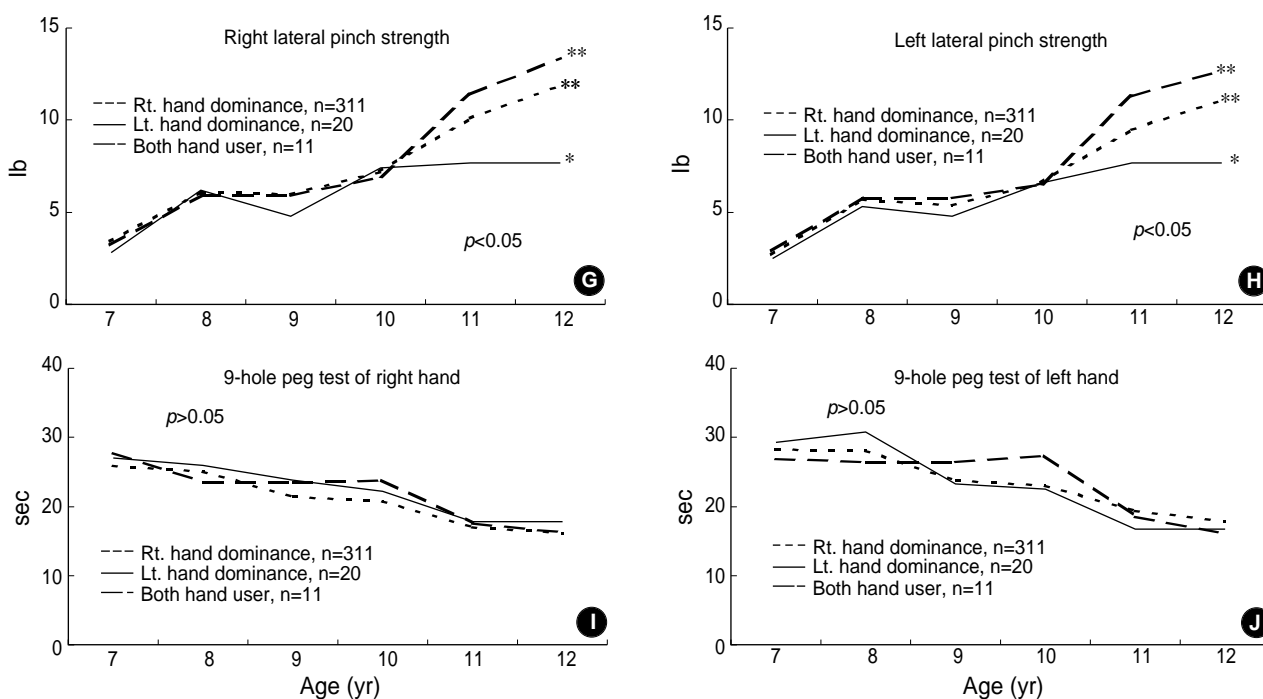 Right lateral pinch strength
15
10
5
0
lb
Rt. hand dominance, n=311
Lt. hand dominance, n=20
Both hand user, n=11
**
**
*
p<0.05
G
7 8 9 10 11 12
Left lateral pinch strength
15
10
5
0
lb
Rt. hand dominance, n=311
Lt. hand dominance, n=20
Both hand user, n=11
**
**
*
p<0.05
H
7 8 9 10 11 12
9-hole peg test of right hand
40
30
20
10
0
sec
p>0.05
Rt. hand dominance, n=311
Lt. hand dominance, n=20
Both hand user, n=11
I
7 8 9 10 11 12
Age (yr)
9-hole peg test of left hand
40
30
20
10
0
sec
p>0.05
Rt. hand dominance, n=311
Lt. hand dominance, n=20
Both hand user, n=11
J
7 8 9 10 11 12
Age (yr)